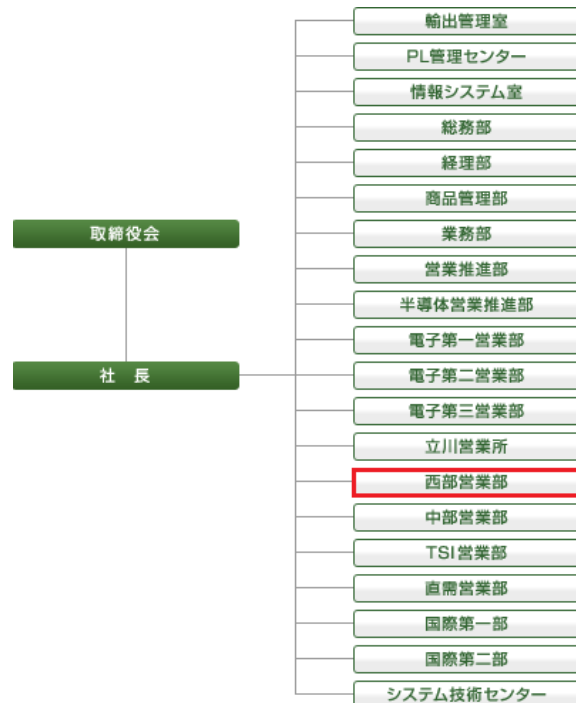 輸出管理室
PL管理センター
情報システム室
総務部
経理部
商品管理部
取締役会
業務部
営業推進部
半導体営業推進部
電子第一営業部
社　長
電子第二営業部
電子第三営業部
立川営業所
西部営業部
中部営業部
TSI営業部
直需営業部
国際第一部
国際第二部
システム技術センター